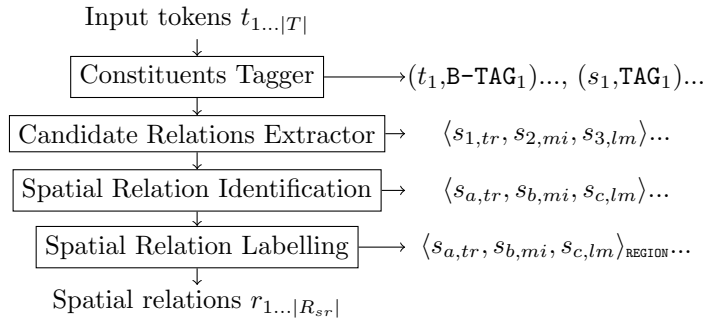 Input tokens t_{1...|T|}
Constituents Tagger (t_1,B-TAG_1)..., (s_1,TAG_1)...
Candidate Relations Extractor ⟨s_{1,tr}, s_{2,mi}, s_{3,lm}⟩...
Spatial Relation Identification ⟨s_{a,tr}, s_{b,mi}, s_{c,lm}⟩...
Spatial Relation Labelling ⟨s_{a,tr}, s_{b,mi}, s_{c,lm}⟩_{REGION}...
Spatial relations r_{1...|R_{sr}|}